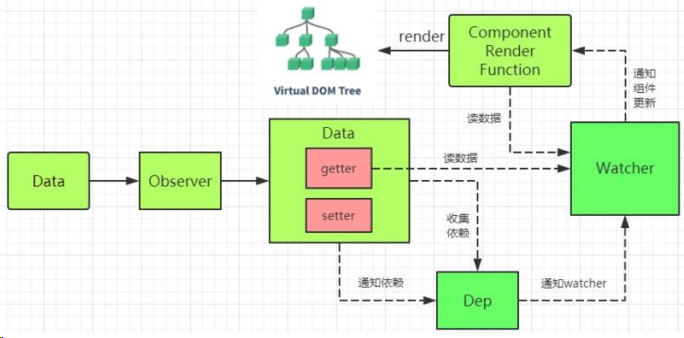 render
Component
Render
Function
Virtual DOM Tree
通知
组件
更新
读数据
Data
Observer
Data
getter
setter
读数据
Watcher
收集
依赖
通知依赖
Dep
通知watcher